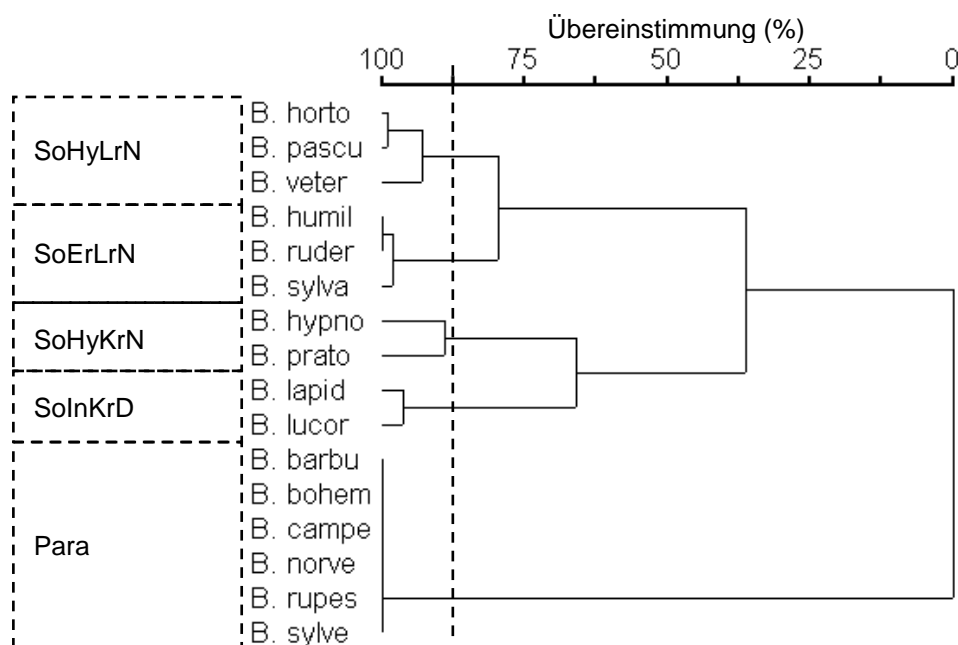 Übereinstimmung (%)
100 75 50 25 0
SoHyLrN
B. horto
B. pascu
B. veter
SoErLrN
B. humil
B. ruder
B. sylva
SoHyKrN
B. hypno
B. prato
SoInKrD
B. lapid
B. lucor
Para
B. barbu
B. bohem
B. campe
B. norve
B. rupes
B. sylve